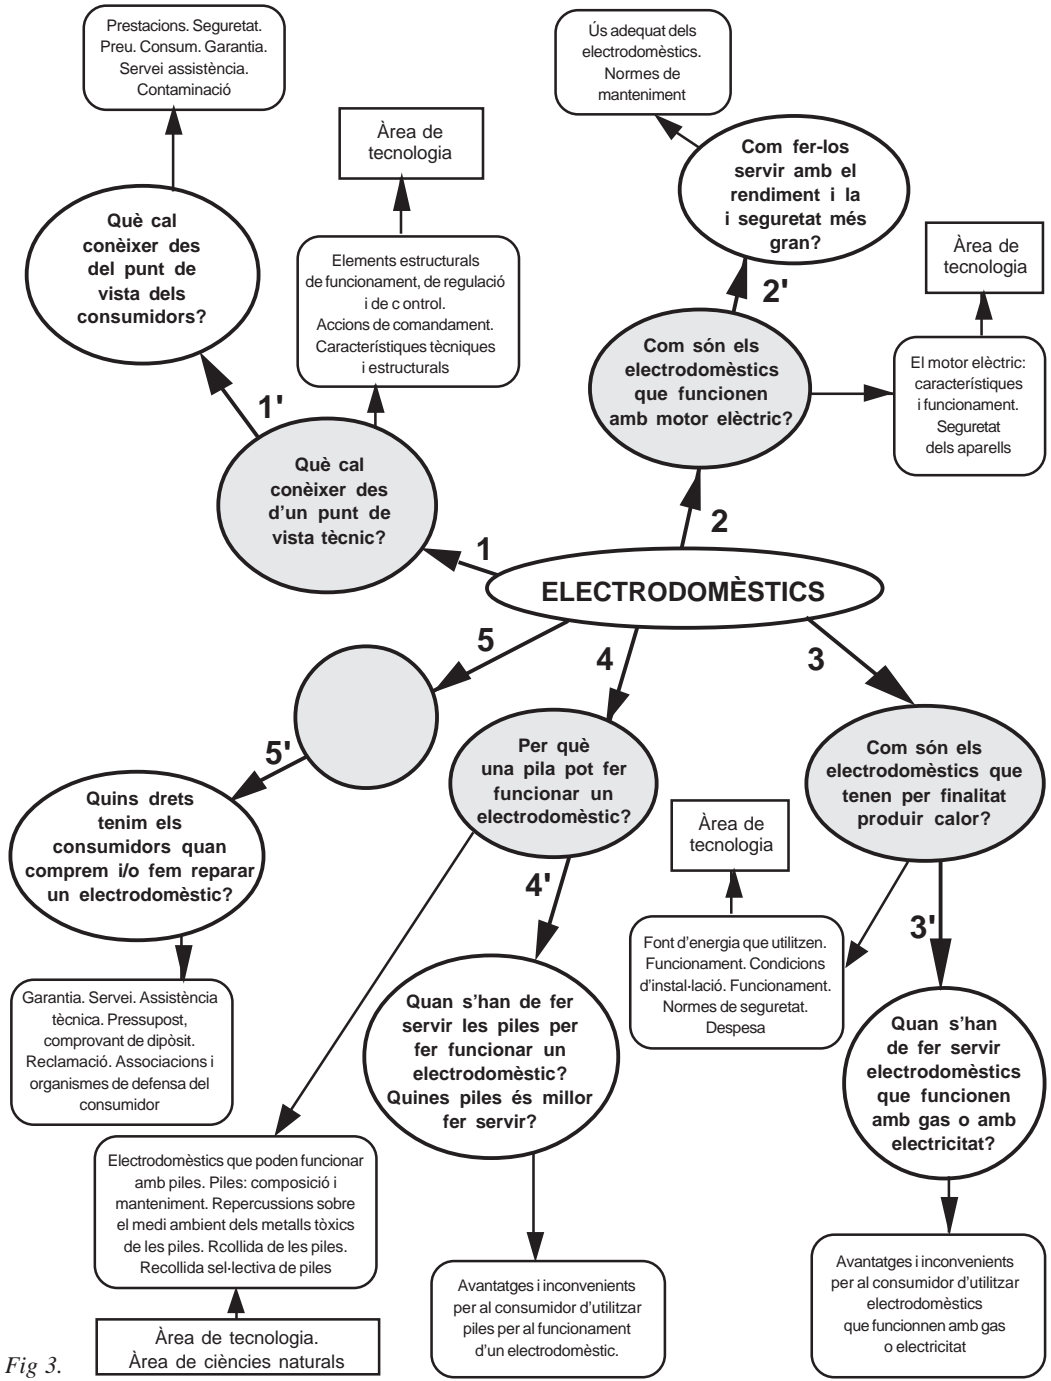 Prestacions. Seguretat.
Preu. Consum. Garantia.
Servei assistència.
Contaminació
Ús adequat dels
electrodomèstics.
Normes de
manteniment
Àrea de
tecnologia
Com fer-los
servir amb el
rendiment i la
i seguretat més
gran?
Què cal
conèixer des
del punt de
vista dels
consumidors?
Elements estructurals
de funcionament, de regulació
i de c ontrol.
Accions de comandament.
Característiques tècniques
i estructurals
Àrea de
tecnologia
2'
Com són els
electrodomèstics
que funcionen
amb motor elèctric?
El motor elèctric:
característiques
i funcionament.
Seguretat
dels aparells
1'
Què cal
conèixer des
d'un punt de
vista tècnic?
2
1
ELECTRODOMÈSTICS
5
4
3
5'
Per què
una pila pot fer
funcionar un
electrodomèstic?
Com són els
electrodomèstics que
tenen per finalitat
produir calor?
Quins drets
tenim els
consumidors quan
comprem i/o fem reparar
un electrodomèstic?
Àrea de
tecnologia
4'
3'
Font d'energia que utilitzen.
Funcionament. Condicions
d'instal·lació. Funcionament.
Normes de seguretat.
Despesa
Garantia. Servei. Assistència
tècnica. Pressupost,
comprovant de dipòsit.
Reclamació. Associacions i
organismes de defensa del
consumidor
Quan s'han de fer
servir les piles per
fer funcionar un
electrodomèstic?
Quines piles és millor
fer servir?
Quan s'han
de fer servir
electrodomèstics
que funcionen
amb gas o amb
electricitat?
Electrodomèstics que poden funcionar
amb piles. Piles: composició i
manteniment. Repercussions sobre
el medi ambient dels metalls tòxics
de les piles. Rcollida de les piles.
Recollida sel·lectiva de piles
Avantatges i inconvenients
per al consumidor d'utilitzar
piles per al funcionament
d'un electrodomèstic.
Avantatges i inconvenients
per al consumidor d'utilitzar
electrodomèstics
que funcionnen amb gas
o electricitat
Àrea de tecnologia.
Àrea de ciències naturals
Fig 3.